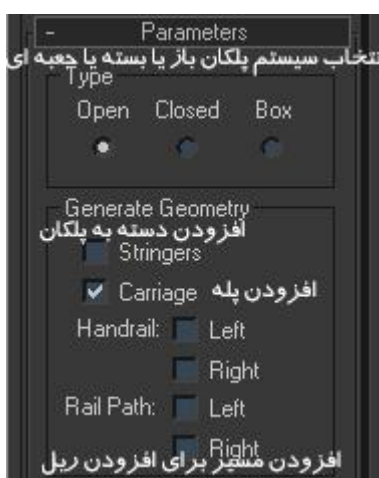 - Parameters
نتخاب سیستم پلکان باز یا بسته یا جعبه ای
Type
Open Closed Box
Generate Geometry
افزودن دسته به پلکان
Stringers
Carriage افزودن پله
Handrail: Left
Right
Rail Path: Left
Right
افزودن مسیر برای افزودن ریل